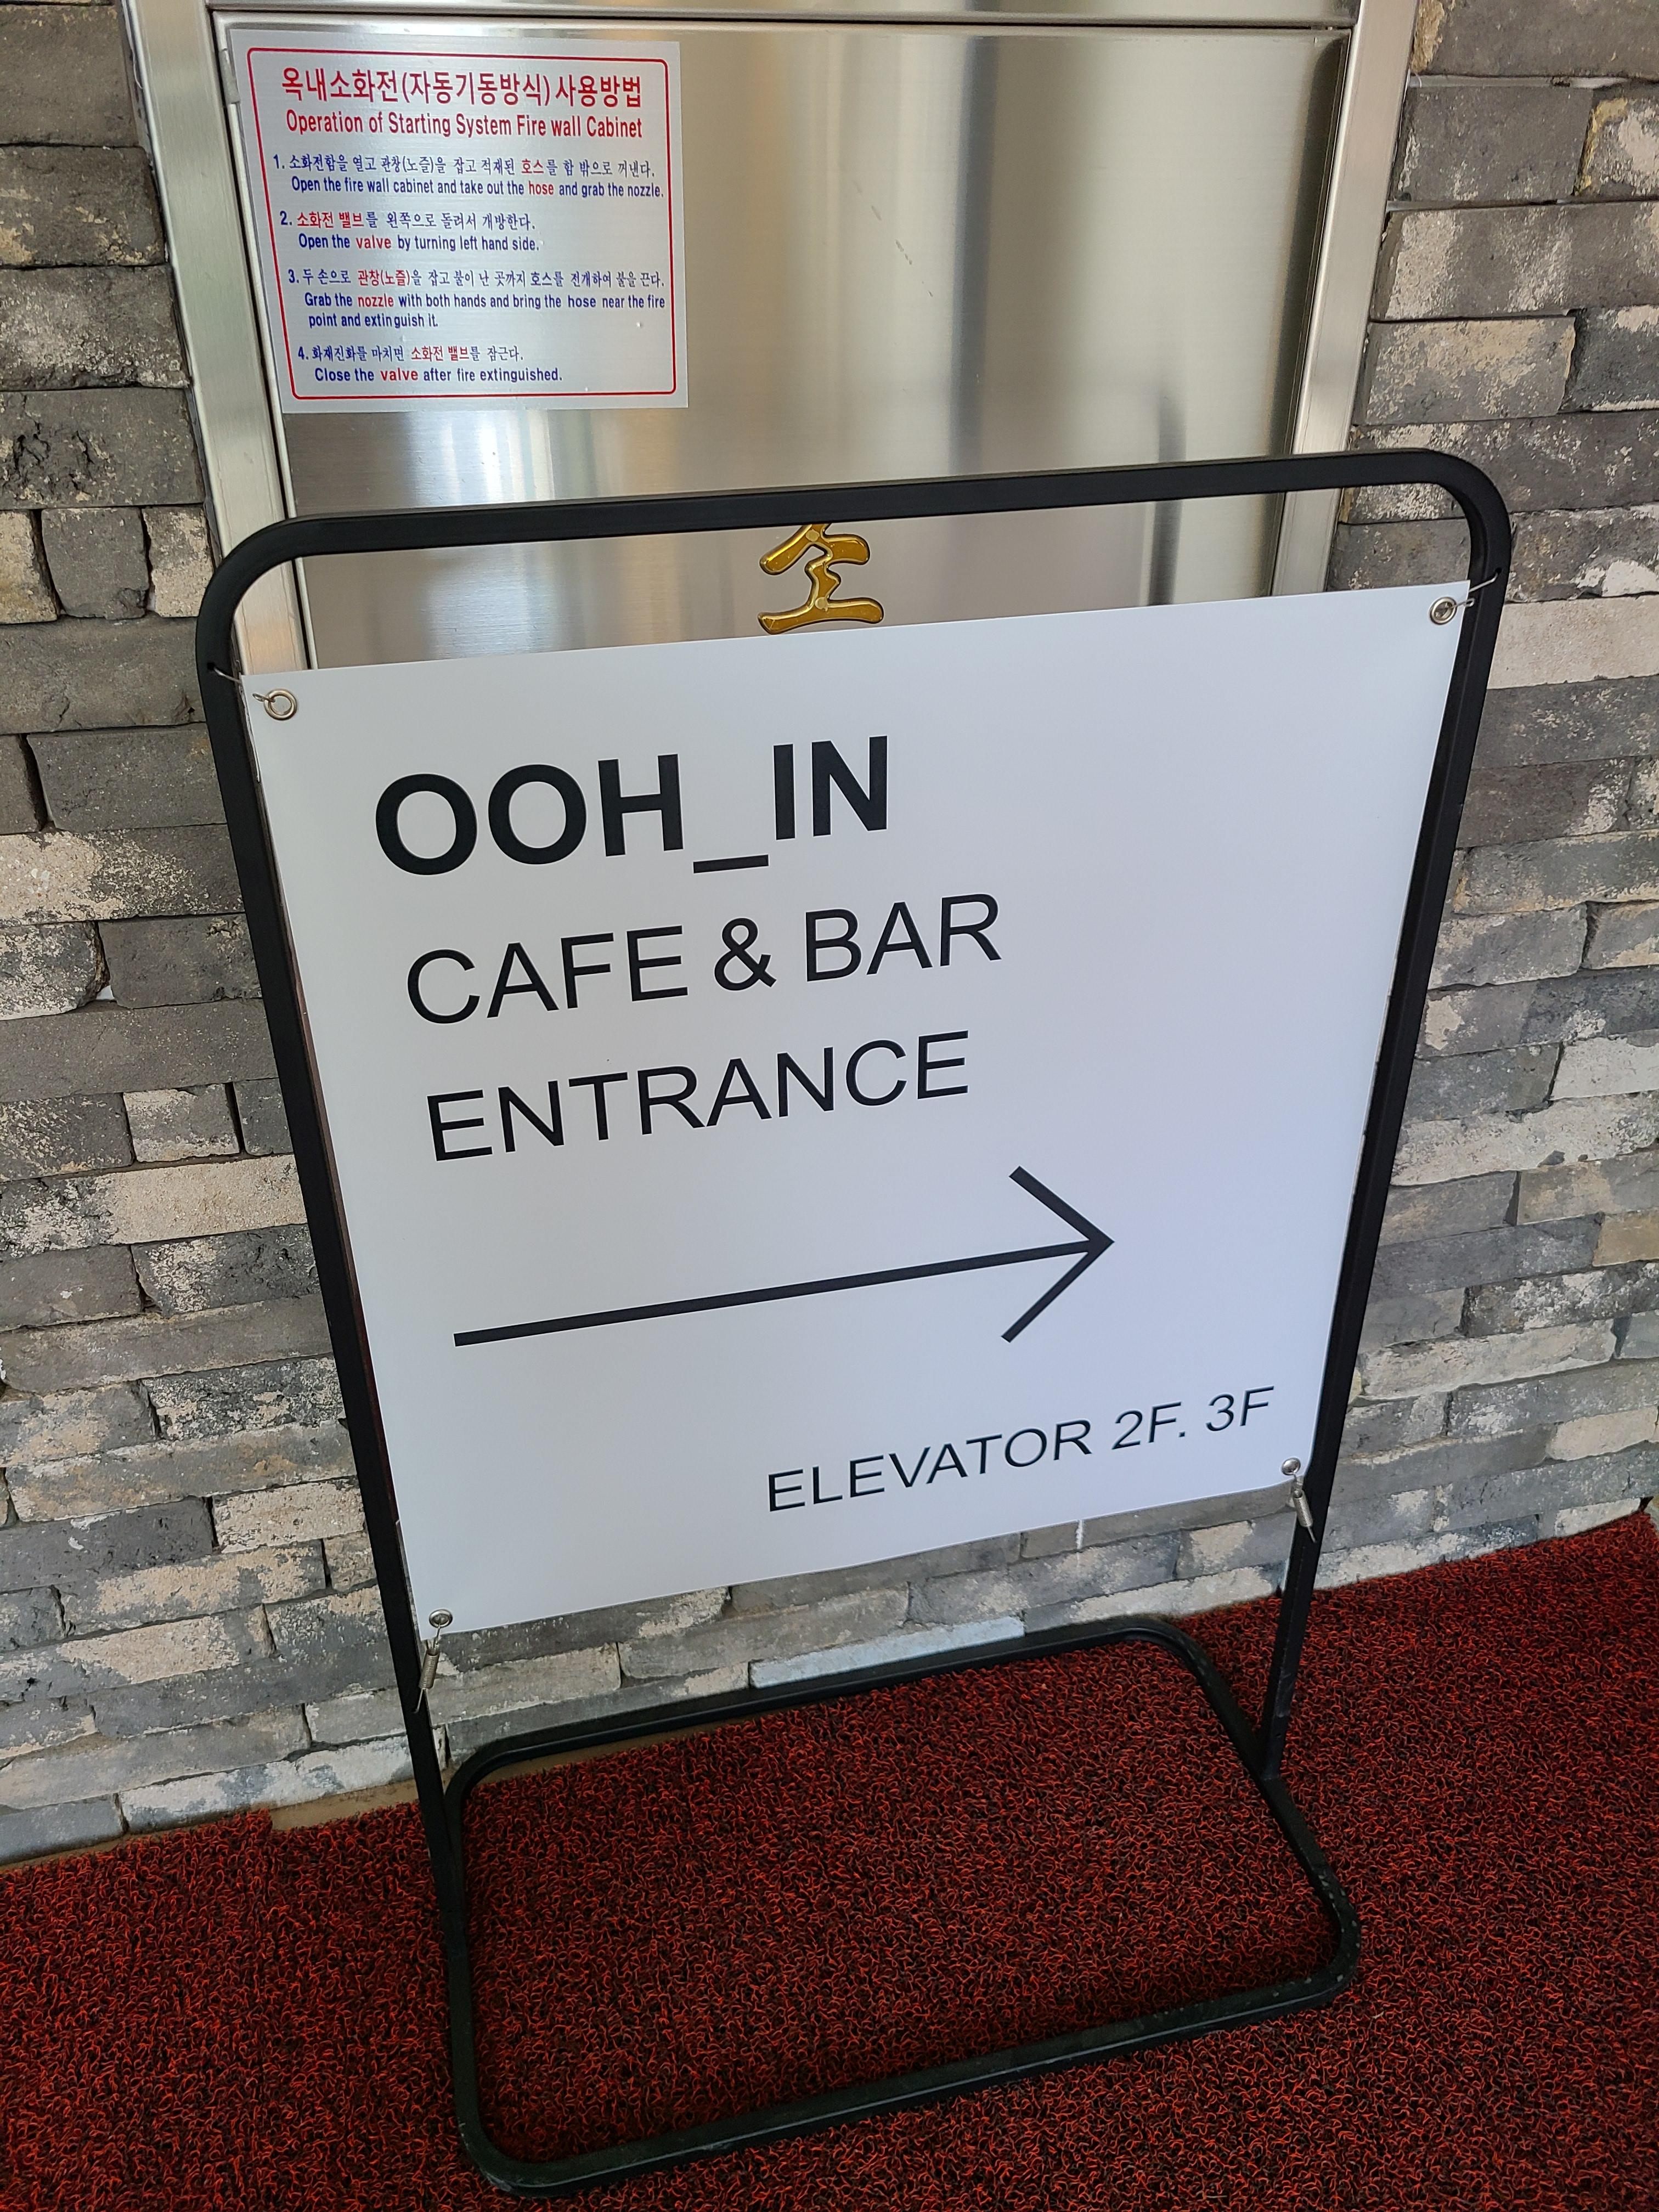 옥내소화전(자동기동방식) 사용방법
Operation of Starting System Fire wall Cabinet
1. 소화전함을 열고 관창(노즐)을 잡고 적재된 호스를 함 밖으로 꺼낸다.
Open the fire wall cabinet and take out the hose and grab the nozzle.
2. 소화전 밸브를 왼쪽으로 돌려서 개방한다.
Open the valve by turning left hand side.
3. 두 손으로 관창(노즐)을 잡고 불이 난 곳까지 호스를 전개하여 불을 끈다.
Grab the nozzle with both hands and bring the hose near the fire
point and extinguish it.
4. 화재진화를 마치면 소화전 밸브를 잠근다.
Close the valve after fire extinguished.
OOH_IN
CAFE & BAR
ENTRANCE
ELEVATOR 2F. 3F